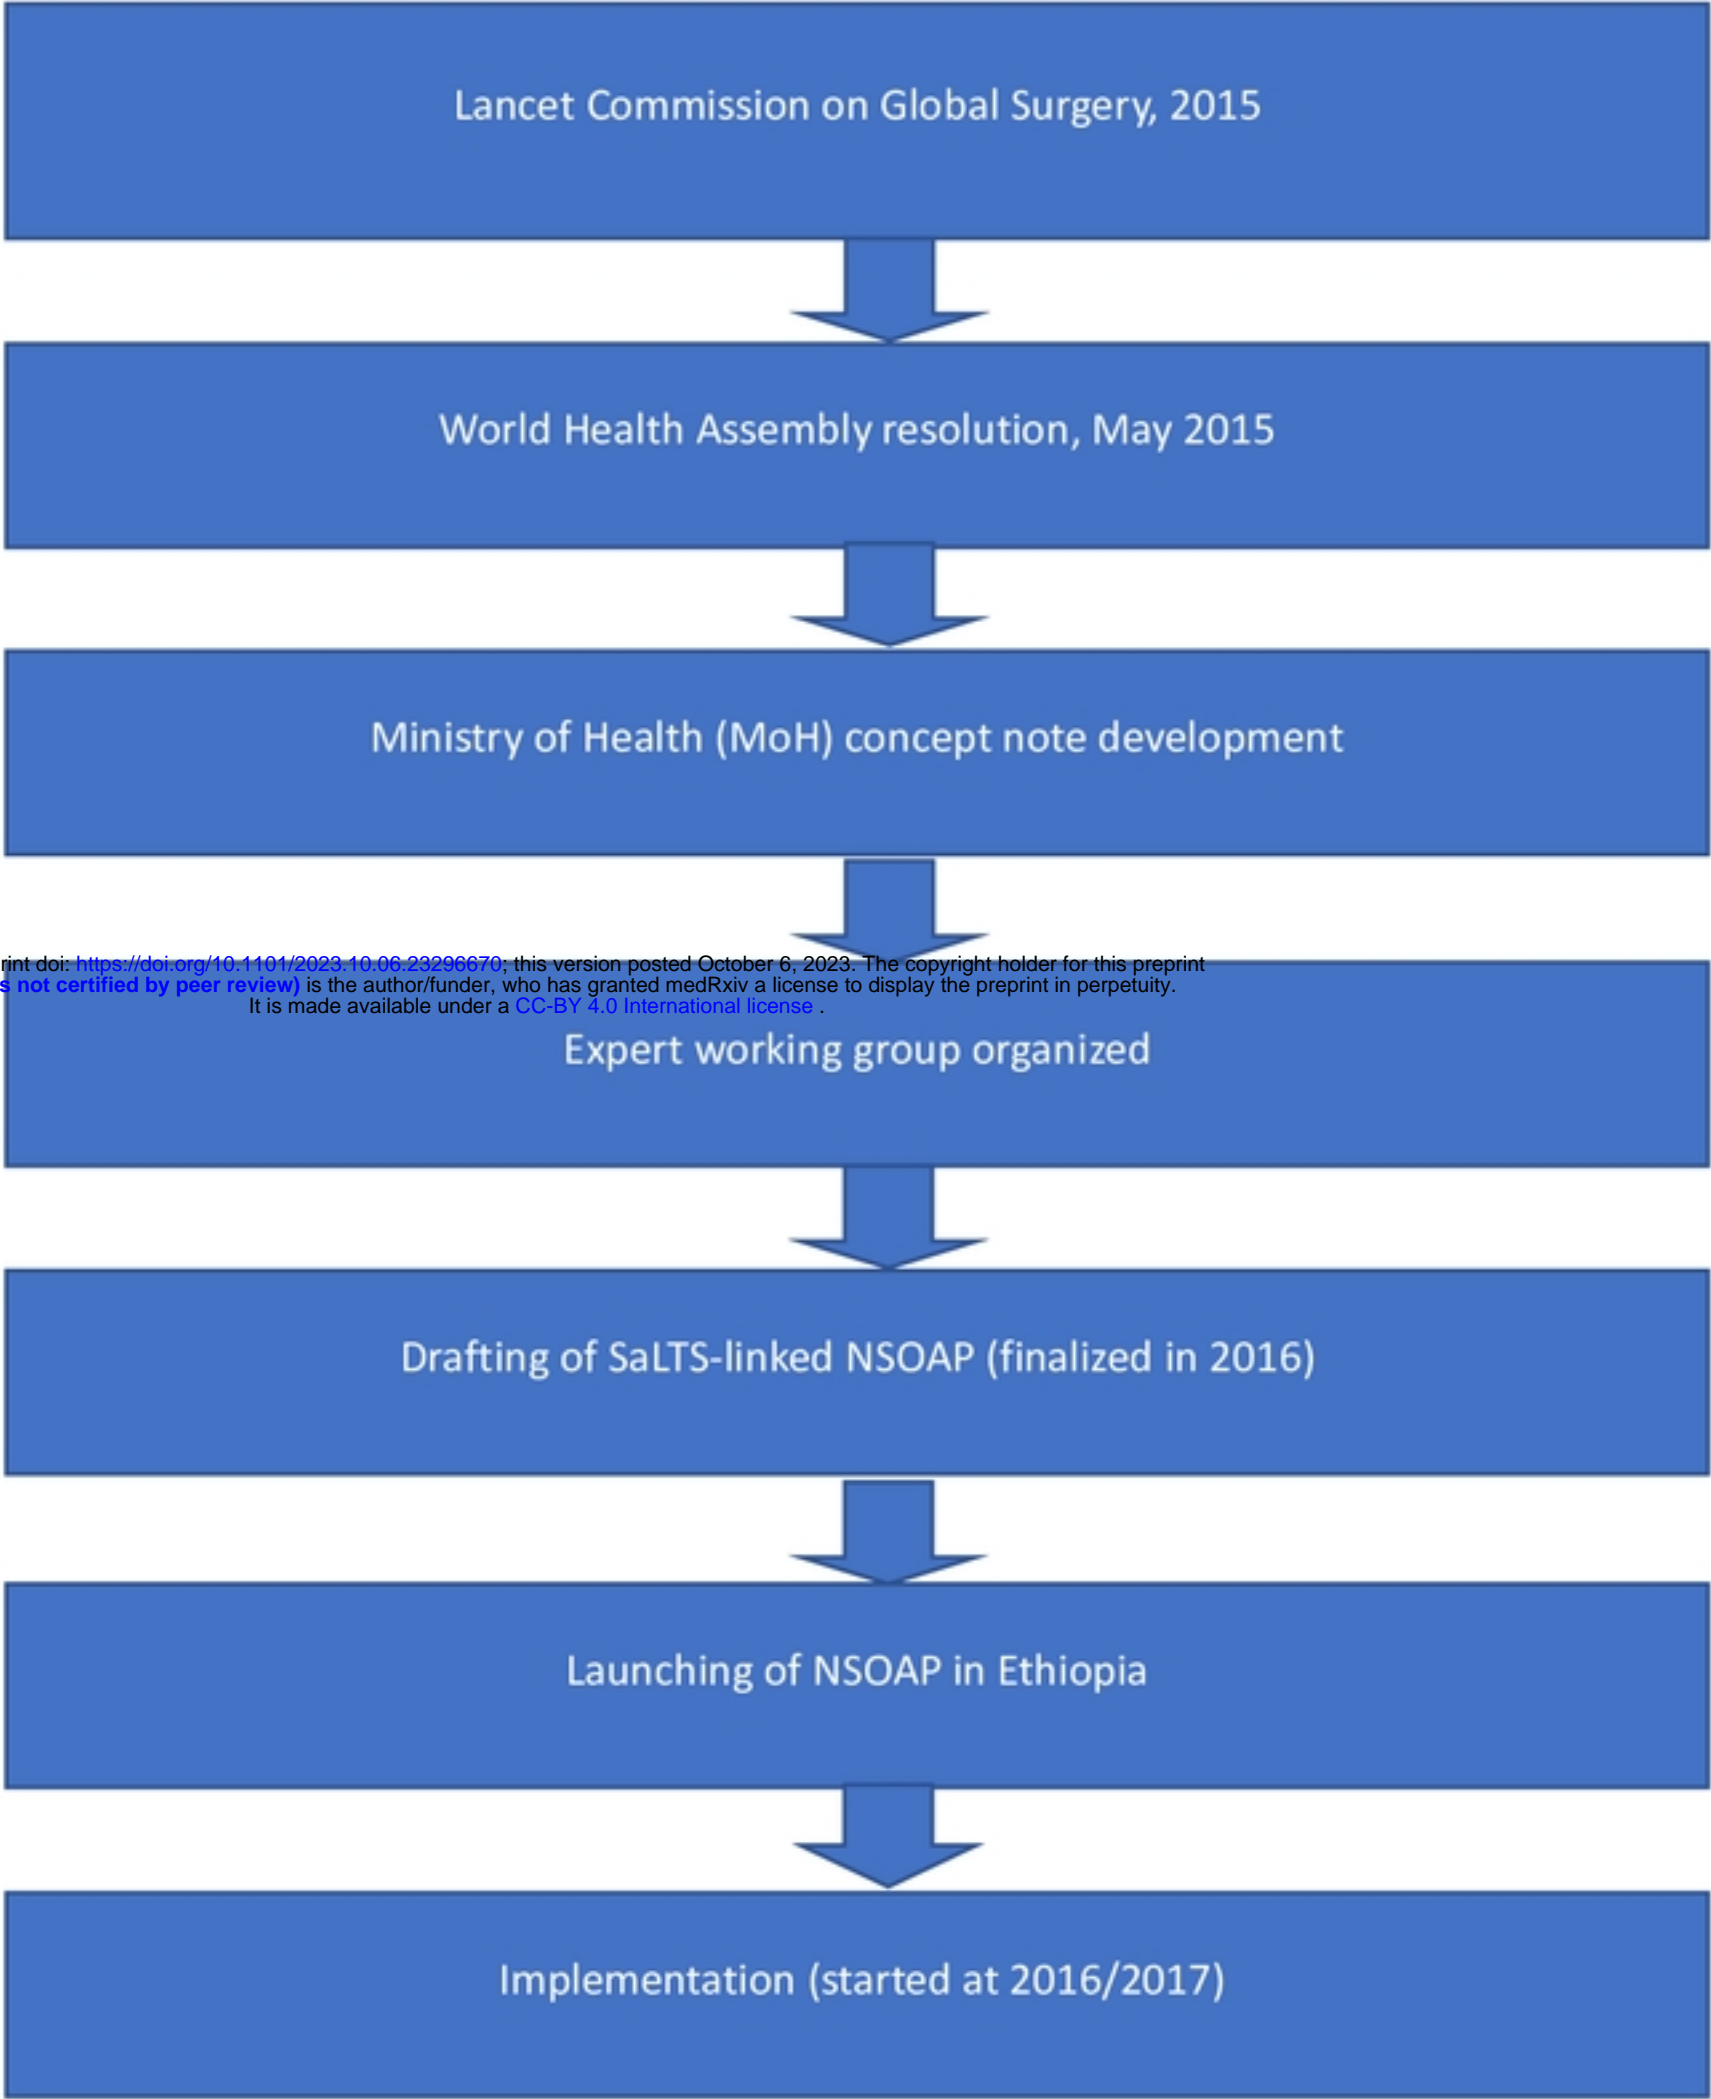 Lancet Commission on Global Surgery, 2015
World Health Assembly resolution, May 2015
Ministry of Health (MoH) concept note development
rint doi: https://doi.org/10.1101/2023.10.06.23296670; this version posted October 6, 2023. The copyright holder for this preprint
s not certified by peer review) is the author/funder, who has granted medRxiv a license to display the preprint in perpetuity.
It is made available under a CC-BY 4.0 International license .
Expert working group organized
Drafting of SaLTS-linked NSOAP (finalized in 2016)
Launching of NSOAP in Ethiopia
Implementation (started at 2016/2017)